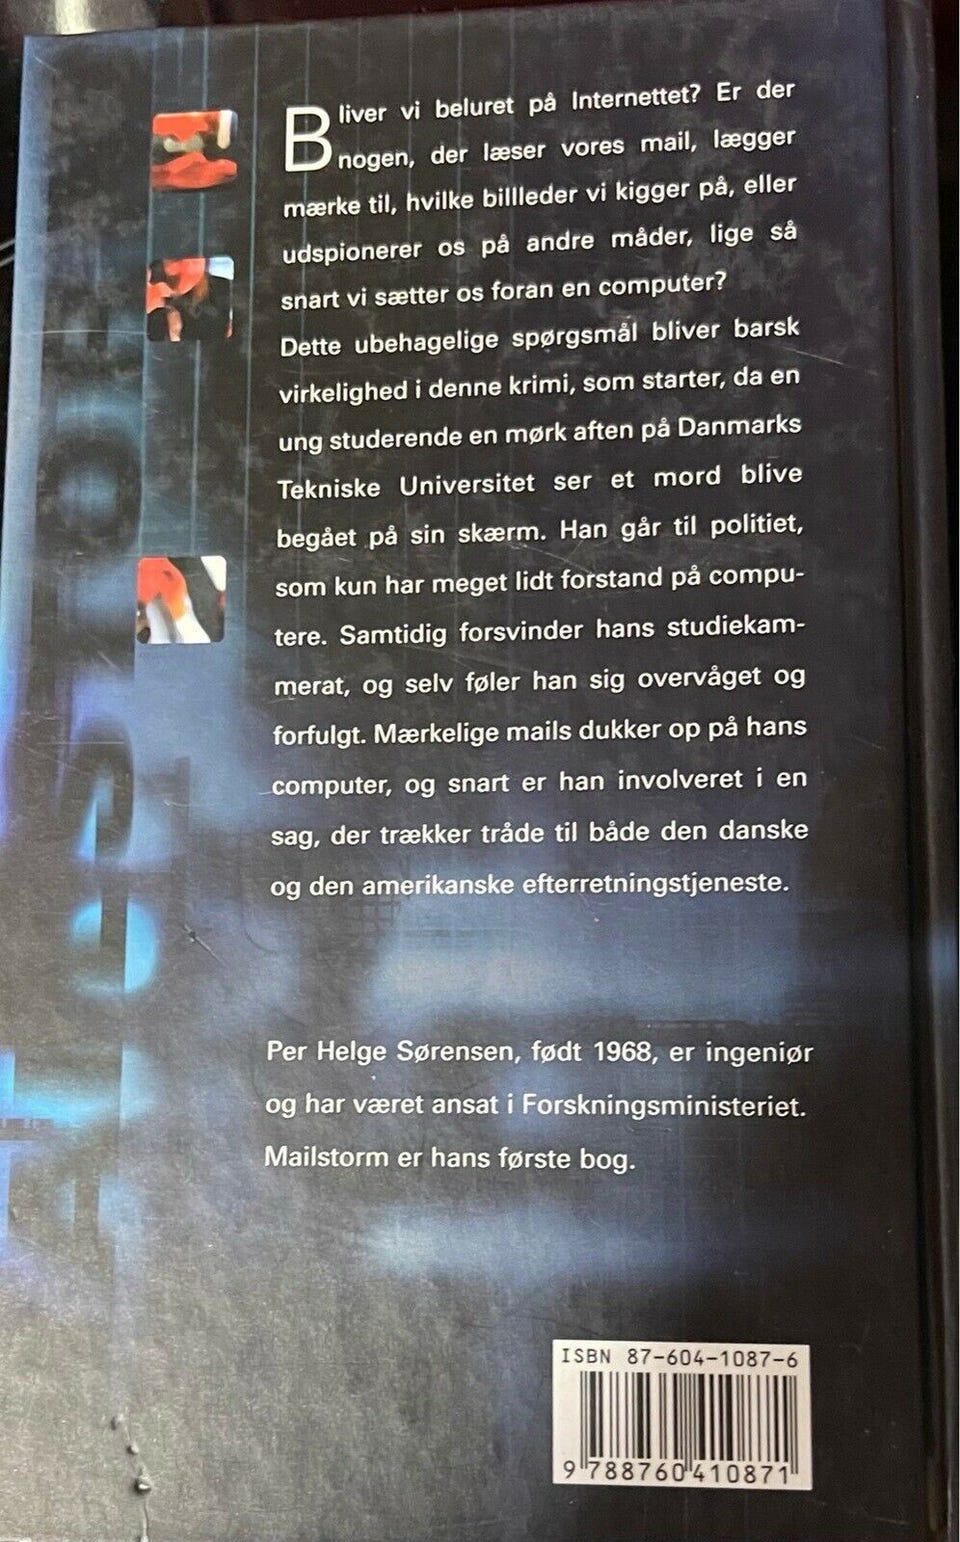 Bliver vi beluret på Internettet? Er der
nogen, der læser vores mail, lægger
mærke til, hvilke billleder vi kigger på, eller
udspionerer os på andre måder, lige så
snart vi sætter os foran en computer?
Dette ubehagelige spørgsmål bliver barsk
virkelighed i denne krimi, som starter, da en
ung studerende en mørk aften på Danmarks
Tekniske Universitet ser et mord blive
begået på sin skærm. Han går til politiet,
som kun har meget lidt forstand på compu-
tere. Samtidig forsvinder hans studiekam-
merat, og selv føler han sig overvåget og
forfulgt. Mærkelige mails dukker op på hans
computer, og snart er han involveret i en
sag, der trækker tråde til både den danske
og den amerikanske efterretningstjeneste.
Per Helge Sørensen, født 1968, er ingeniør
og har været ansat i Forskningsministeriet.
Mailstorm er hans første bog.
ISBN 87-604-1087-6
9 788760 410871